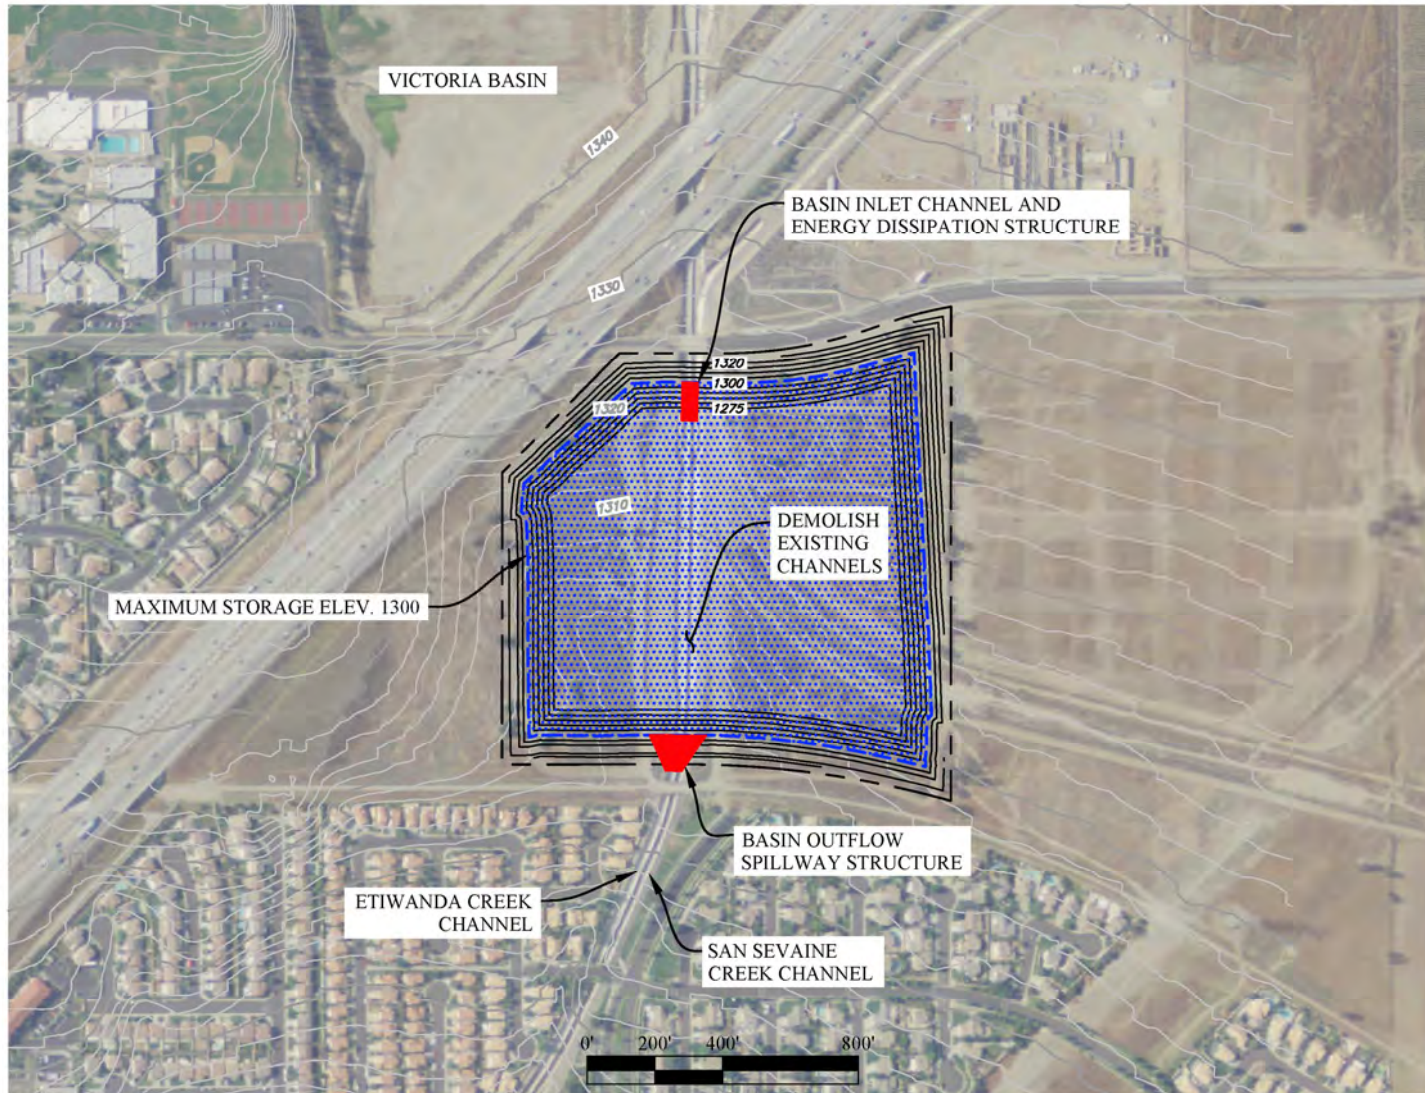 VICTORIA BASIN
1340
BASIN INLET CHANNEL AND
ENERGY DISSIPATION STRUCTURE
1330
1320
1300
1320
1275
1310
DEMOLISH
EXISTING
CHANNELS
MAXIMUM STORAGE ELEV. 1300
BASIN OUTFLOW
SPILLWAY STRUCTURE
ETIWANDA CREEK
CHANNEL
SAN SEVAINE
CREEK CHANNEL
0' 200' 400' 800'